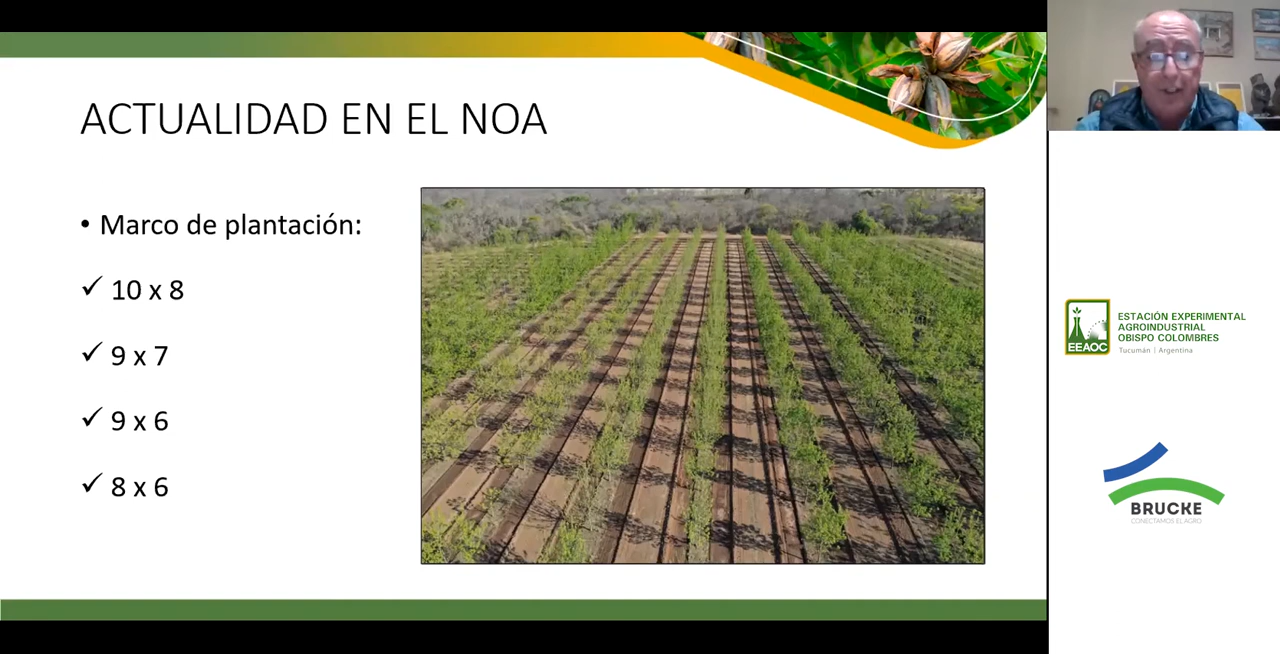 ACTUALIDAD EN EL NOA
• Marco de plantación:
✓ 10 x 8
✓ 9 x 7
✓ 9 x 6
✓ 8 x 6
EEAOC
ESTACIÓN EXPERIMENTAL
AGROINDUSTRIAL
OBISPO COLOMBRES
Tucumán | Argentina
BRUCKE
CONECTAMOS EL AGRO